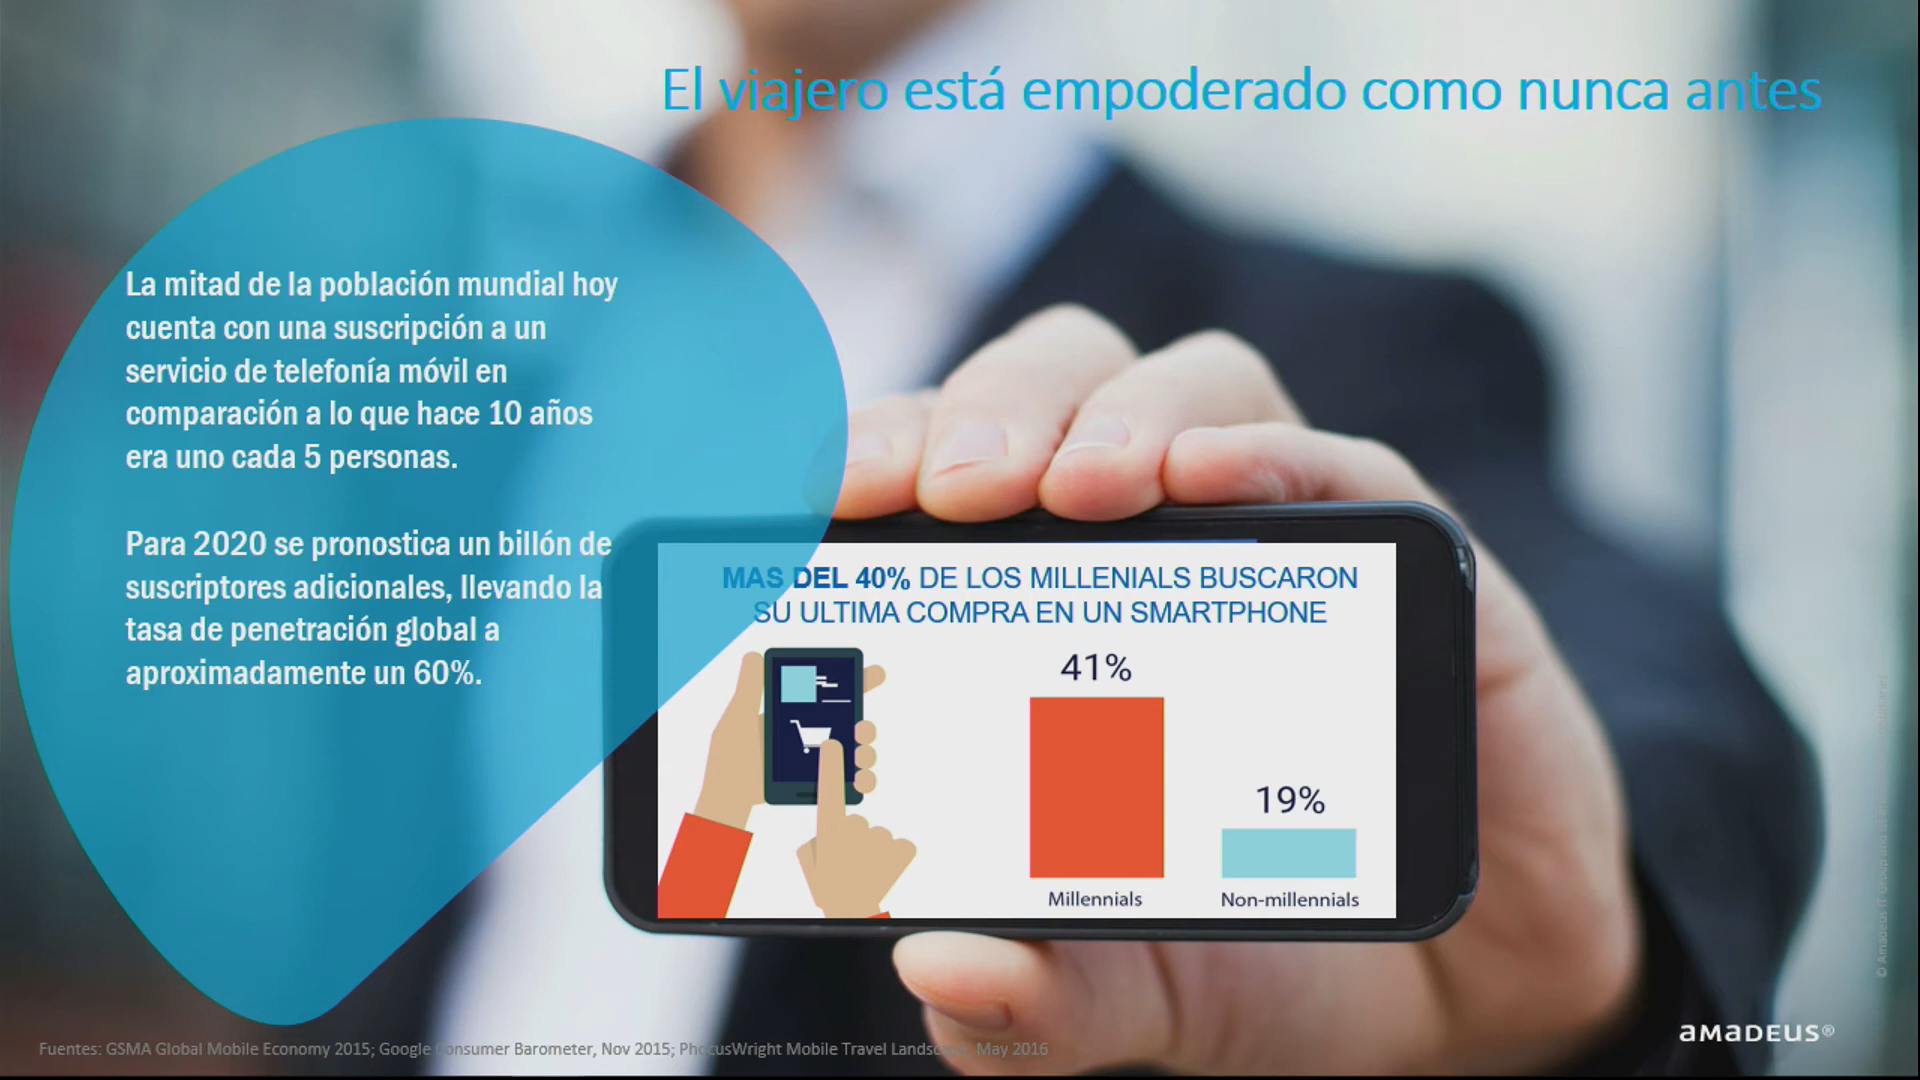 El viajero está empoderado como nunca antes
La mitad de la población mundial hoy
cuenta con una suscripción a un
servicio de telefonía móvil en
comparación a lo que hace 10 años
era uno cada 5 personas.
Para 2020 se pronostica un billón de
suscriptores adicionales, llevando la
tasa de penetración global a
aproximadamente un 60%.
MAS DEL 40% DE LOS MILLENIALS BUSCARON
SU ULTIMA COMPRA EN UN SMARTPHONE
41%
19%
Millennials
Non-millennials
Fuentes: GSMA Global Mobile Economy 2015; Google Consumer Barometer, Nov 2015; PhocusWright Mobile Travel Landscape, May 2016
amadeus®
© Amadeus IT Group